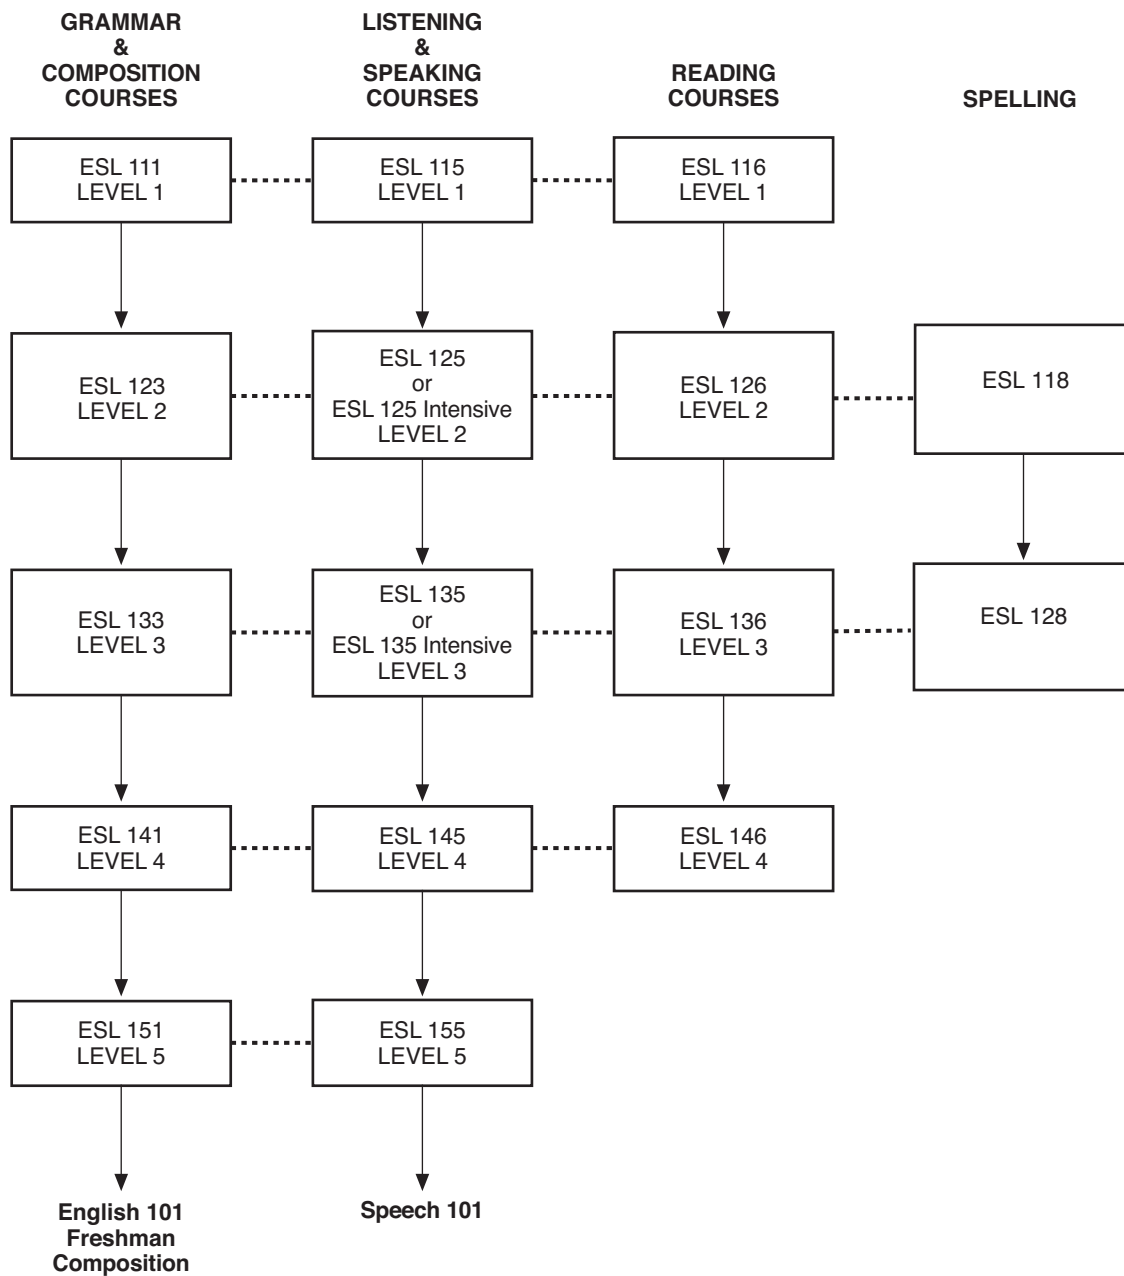 GRAMMAR
&
COMPOSITION
COURSES
LISTENING
&
SPEAKING
COURSES
READING
COURSES
SPELLING
ESL 111
LEVEL 1
ESL 115
LEVEL 1
ESL 116
LEVEL 1
ESL 123
LEVEL 2
ESL 125
or
ESL 125 Intensive
LEVEL 2
ESL 126
LEVEL 2
ESL 118
ESL 133
LEVEL 3
ESL 135
or
ESL 135 Intensive
LEVEL 3
ESL 136
LEVEL 3
ESL 128
ESL 141
LEVEL 4
ESL 145
LEVEL 4
ESL 146
LEVEL 4
ESL 151
LEVEL 5
ESL 155
LEVEL 5
English 101
Freshman
Composition
Speech 101